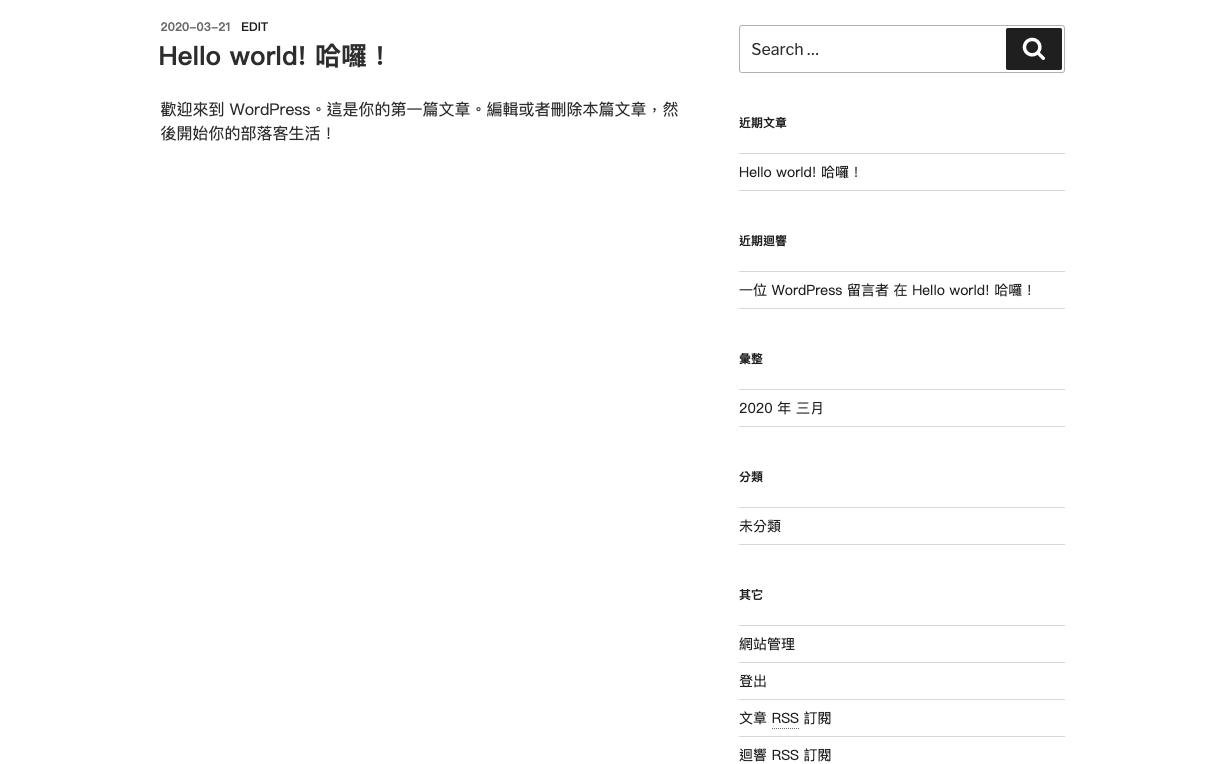 2020-03-21 EDIT
Hello world! 哈囉！
歡迎來到 WordPress。這是你的第一篇文章。編輯或者刪除本篇文章，然
後開始你的部落客生活！
Search …
近期文章
Hello world! 哈囉！
近期迴響
一位 WordPress 留言者 在 Hello world! 哈囉！
彙整
2020 年 三月
分類
未分類
其它
網站管理
登出
文章 RSS 訂閱
迴響 RSS 訂閱